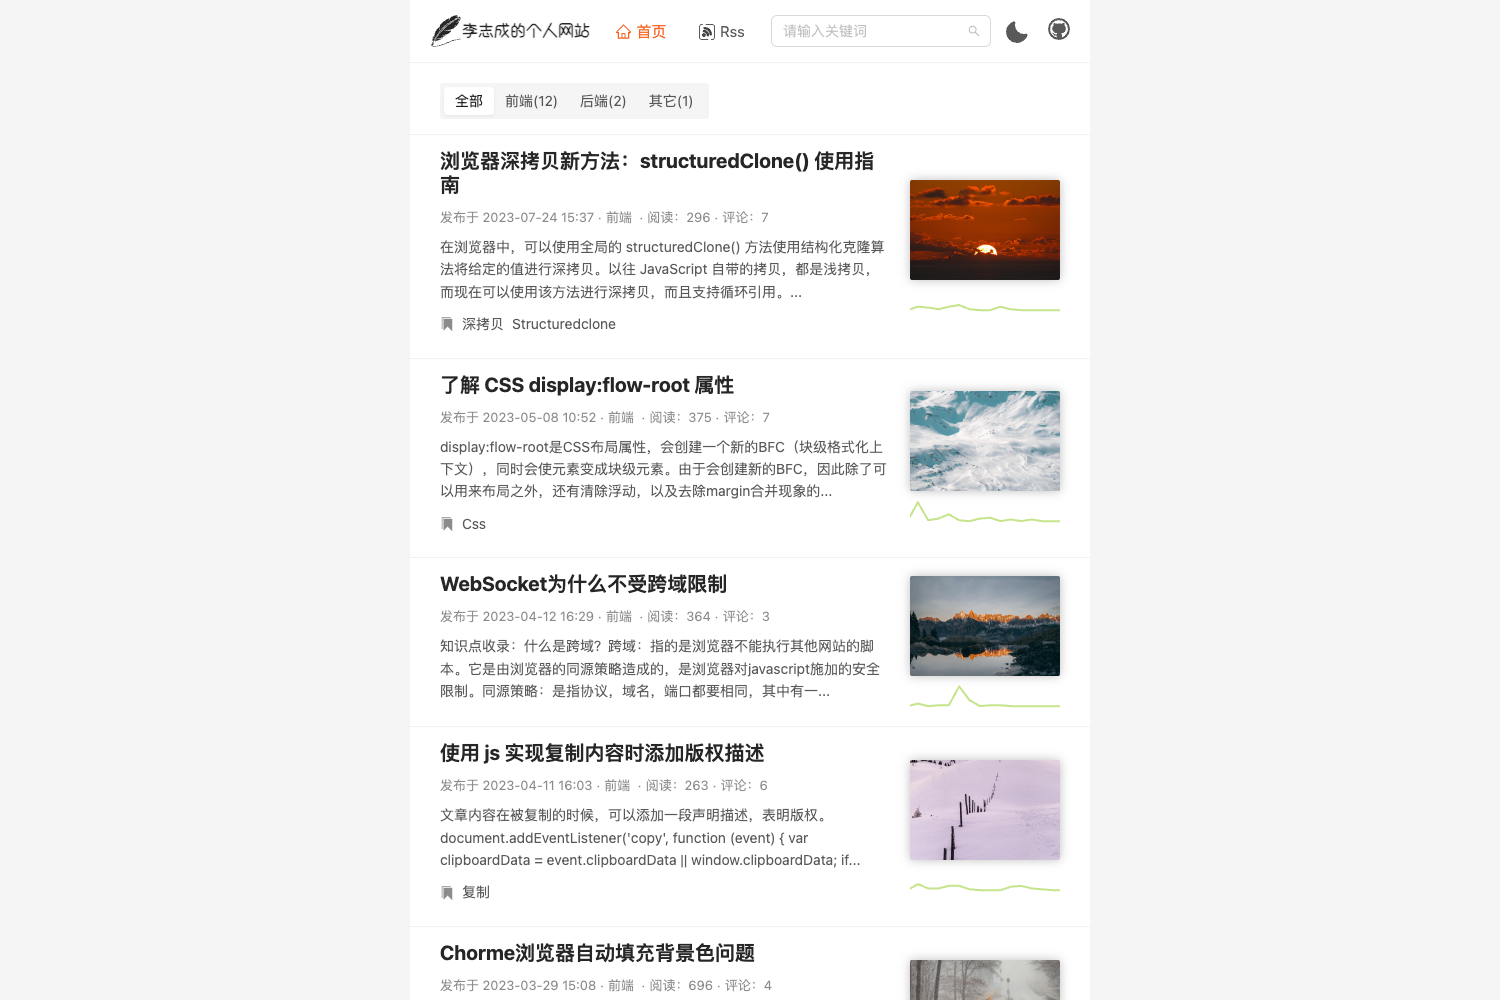 李志成的个人网站
首页
Rss
请输入关键词
全部
前端(12)
后端(2)
其它(1)
浏览器深拷贝新方法：structuredClone() 使用指
南
发布于 2023-07-24 15:37 · 前端 · 阅读：296 · 评论：7
在浏览器中，可以使用全局的 structuredClone() 方法使用结构化克隆算
法将给定的值进行深拷贝。以往 JavaScript 自带的拷贝，都是浅拷贝，
而现在可以使用该方法进行深拷贝，而且支持循环引用。...
深拷贝 Structuredclone
了解 CSS display:flow-root 属性
发布于 2023-05-08 10:52 · 前端 · 阅读：375 · 评论：7
display:flow-root是CSS布局属性，会创建一个新的BFC（块级格式化上
下文），同时会使元素变成块级元素。由于会创建新的BFC，因此除了可
以用来布局之外，还有清除浮动，以及去除margin合并现象的...
Css
WebSocket为什么不受跨域限制
发布于 2023-04-12 16:29 · 前端 · 阅读：364 · 评论：3
知识点收录：什么是跨域？跨域：指的是浏览器不能执行其他网站的脚
本。它是由浏览器的同源策略造成的，是浏览器对javascript施加的安全
限制。同源策略：是指协议，域名，端口都要相同，其中有一...
使用 js 实现复制内容时添加版权描述
发布于 2023-04-11 16:03 · 前端 · 阅读：263 · 评论：6
文章内容在被复制的时候，可以添加一段声明描述，表明版权。
document.addEventListener('copy', function (event) { var
clipboardData = event.clipboardData || window.clipboardData; if...
复制
Chorme浏览器自动填充背景色问题
发布于 2023-03-29 15:08 · 前端 · 阅读：696 · 评论：4